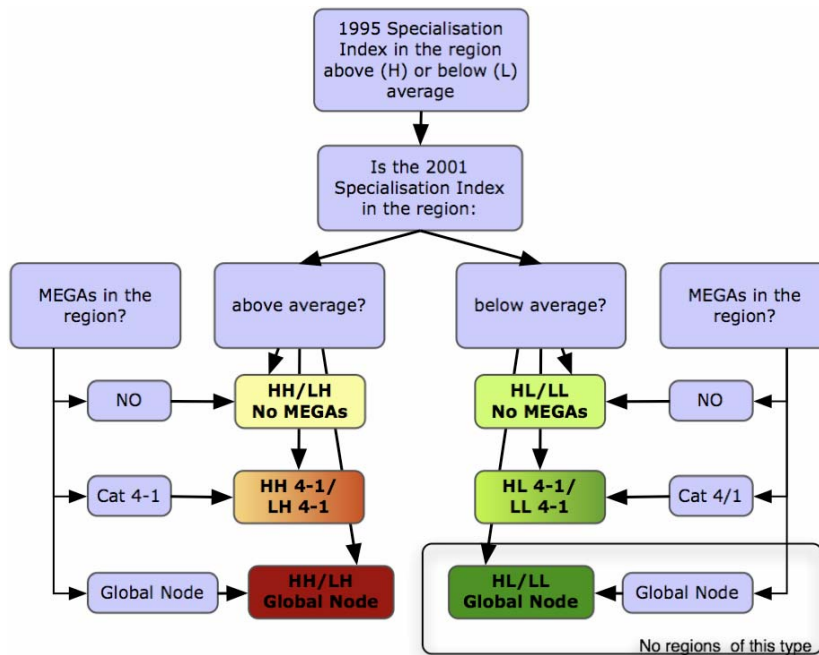 1995 Specialisation
Index in the region
above (H) or below (L)
average
Is the 2001
Specialisation Index
in the region:
MEGAs in the
region?
above average?
below average?
MEGAs in the
region?
NO
HH/LH
No MEGAs
HL/LL
No MEGAs
NO
Cat 4-1
HH 4-1/
LH 4-1
HL 4-1/
LL 4-1
Cat 4/1
Global Node
HH/LH
Global Node
HL/LL
Global Node
Global Node
No regions of this type